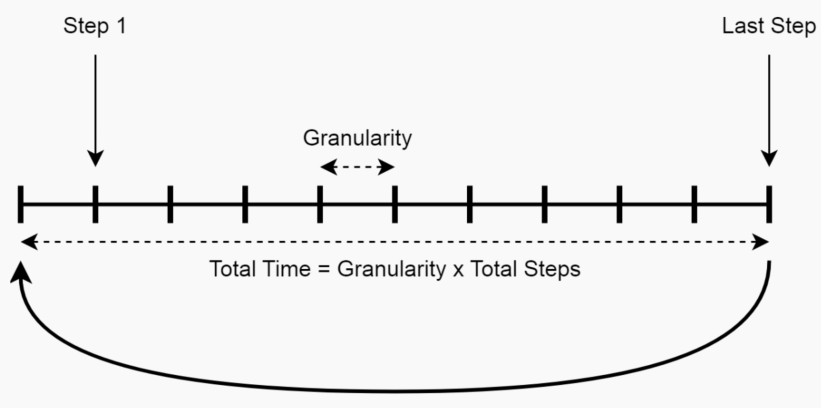 Step 1
Last Step
Granularity
Total Time = Granularity x Total Steps